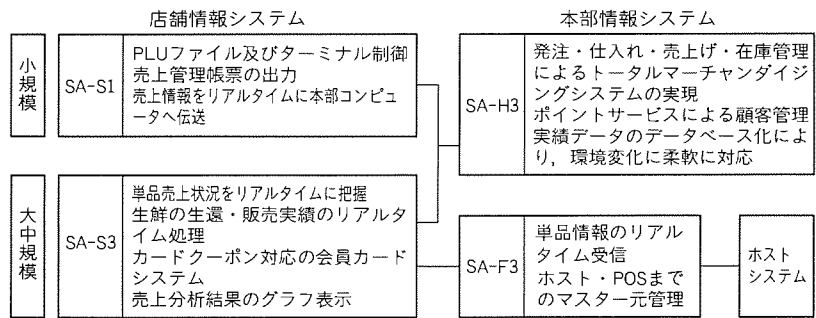 店舗情報システム
本部情報システム
小規模
SA-S1
PLUファイル及びターミナル制御
売上管理帳票の出力
売上情報をリアルタイムに本部コンピュ
ータへ伝送
SA-H3
発注・仕入れ・売上げ・在庫管理
によるトータルマーチャンダイジ
ングシステムの実現
ポイントサービスによる顧客管理
実績データのデータベース化によ
り，環境変化に柔軟に対応
大中規模
SA-S3
単品売上状況をリアルタイムに把握
生鮮の生還・販売実績のリアルタ
イム処理
カードクーポン対応の会員カード
システム
売上分析結果のグラフ表示
SA-F3
単品情報のリアル
タイム受信
ホスト・POSまで
のマスター元管理
ホスト
システム